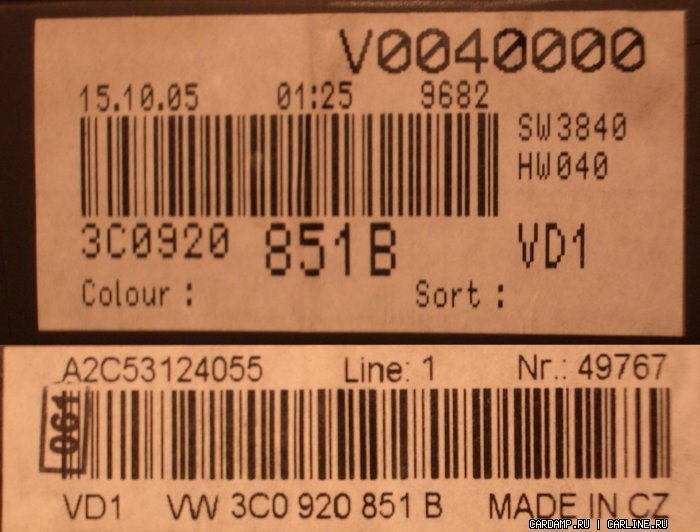 V0040000
15.10.05 01:25 9682
SW3840
HW040
3C0920 851B VD1
Colour : Sort :
A2C53124055 Line: 1 Nr.: 49767
061
VD1 VW 3C0 920 851 B MADE IN CZ
CARDAMP.RU | CARLINE.RU